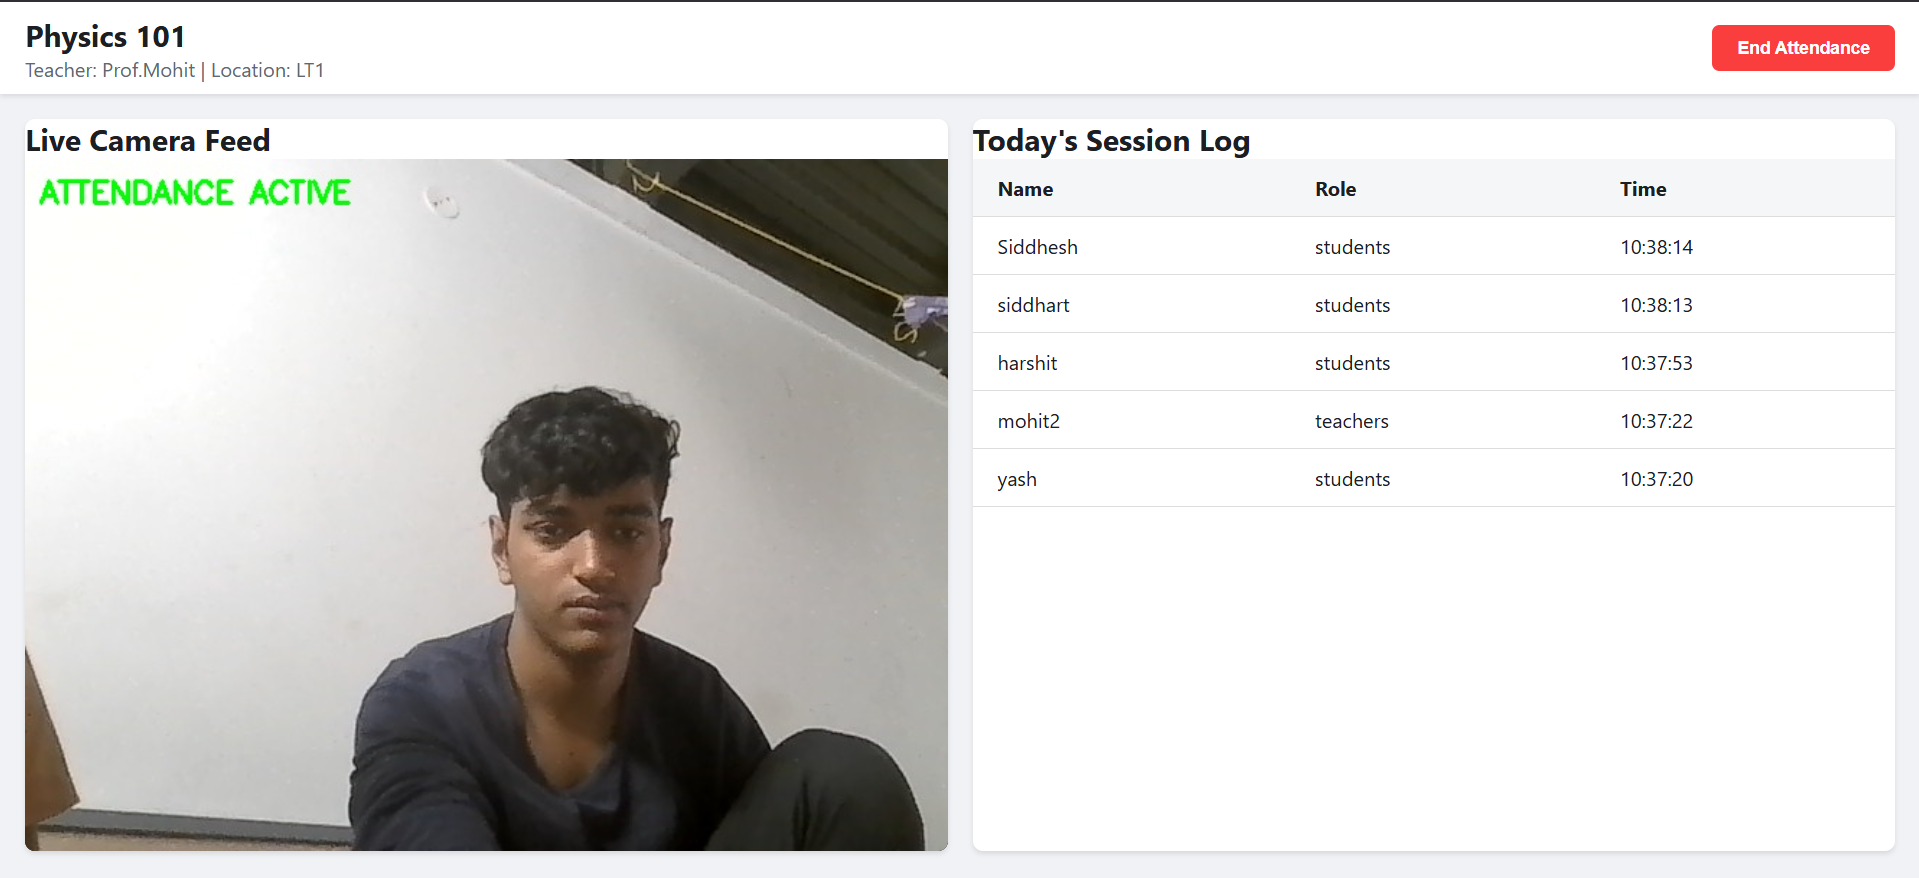 Physics 101
Teacher: Prof.Mohit | Location: LT1
End Attendance
Live Camera Feed
ATTENDANCE ACTIVE
Today's Session Log
Name Role Time
Siddhesh students 10:38:14
siddhart students 10:38:13
harshit students 10:37:53
mohit2 teachers 10:37:22
yash students 10:37:20